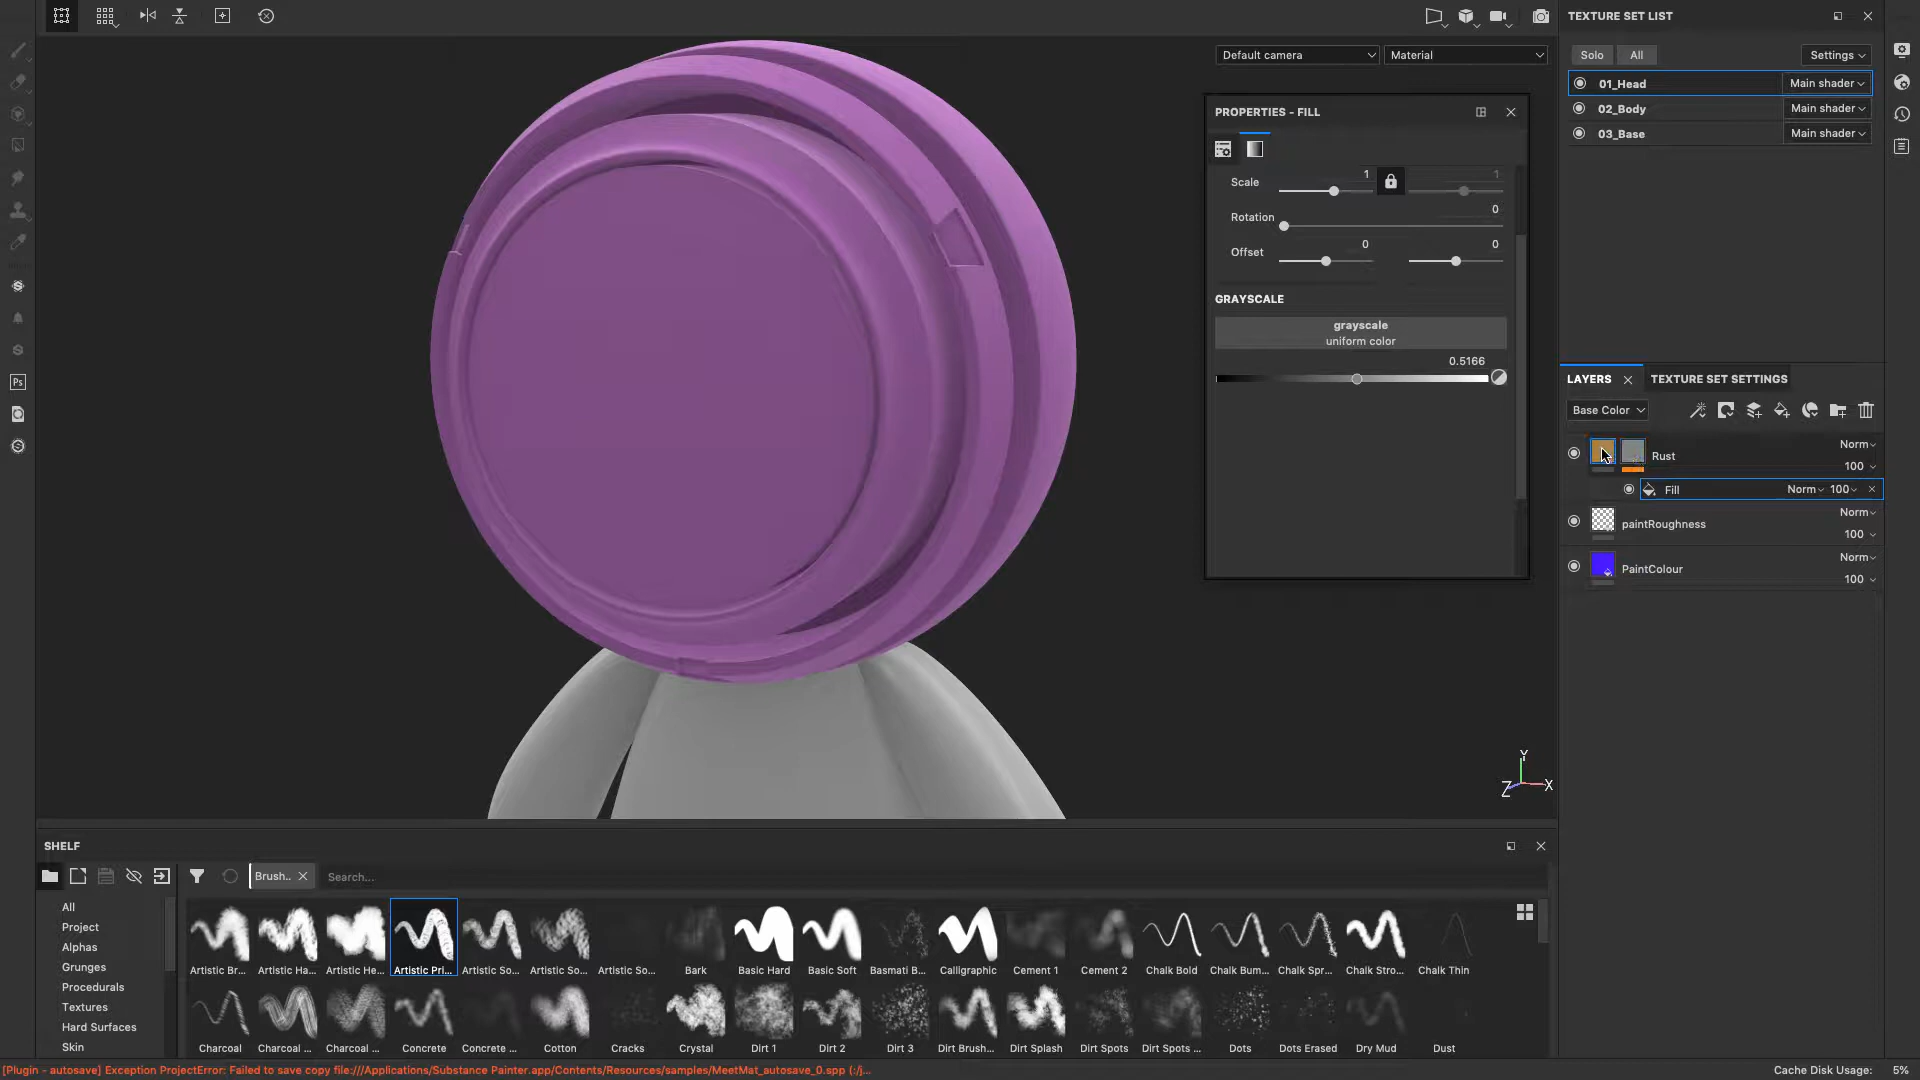 TEXTURE SET LIST
Default camera
Material
Solo
All
Settings
01_Head
Main shader
02_Body
Main shader
03_Base
Main shader
PROPERTIES - FILL
Scale
1
1
Rotation
0
Offset
0
0
GRAYSCALE
grayscale
uniform color
0.5166
LAYERS
TEXTURE SET SETTINGS
Base Color
Norm
Rust
100
Fill
Norm
100
Norm
paintRoughness
100
Norm
PaintColour
100
Ps
Y
Z
X
SHELF
Brush..
Search...
All
Project
Alphas
Grunges
Procedurals
Textures
Hard Surfaces
Skin
Artistic Br...
Artistic Ha...
Artistic He...
Artistic Pri...
Artistic So...
Artistic So...
Artistic So...
Bark
Basic Hard
Basic Soft
Basmati B...
Calligraphic
Cement 1
Cement 2
Chalk Bold
Chalk Bum...
Chalk Spr...
Chalk Stro...
Chalk Thin
Charcoal
Charcoal ...
Charcoal ...
Concrete
Concrete ...
Cotton
Cracks
Crystal
Dirt 1
Dirt 2
Dirt 3
Dirt Brush...
Dirt Splash
Dirt Spots
Dirt Spots ...
Dots
Dots Erased
Dry Mud
Dust
[Plugin - autosave] Exception ProjectError: Failed to save copy file:///Applications/Substance Painter.app/Contents/Resources/samples/MeetMat_autosave_0.spp (:/j...
Cache Disk Usage:
5%